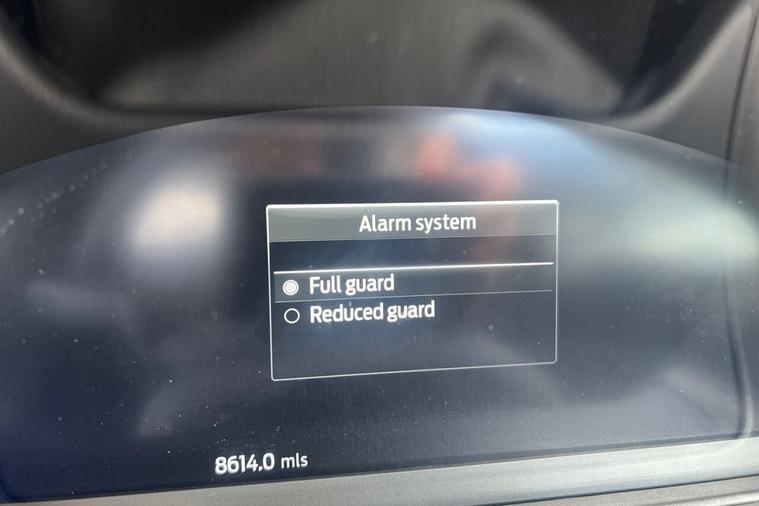 Alarm system
Full guard
Reduced guard
8614.0 mls